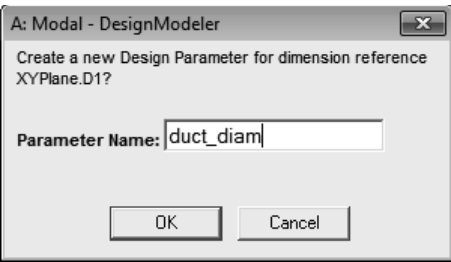 A: Modal - DesignModeler
Create a new Design Parameter for dimension reference
XYPlane.D1?
Parameter Name: duct_diam
OK Cancel